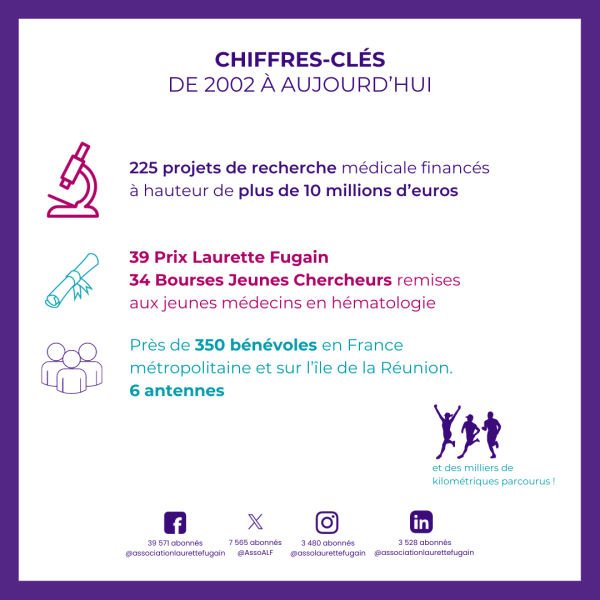 CHIFFRES-CLÉS
DE 2002 À AUJOURD'HUI
225 projets de recherche médicale financés
à hauteur de plus de 10 millions d'euros
39 Prix Laurette Fugain
34 Bourses Jeunes Chercheurs remises
aux jeunes médecins en hématologie
Près de 350 bénévoles en France
métropolitaine et sur l'île de la Réunion.
6 antennes
et des milliers de
kilométriques parcourus !
39 571 abonnés
@associationlaurettefugain
7 565 abonnés
@AssoALF
3 480 abonnés
@assolaurettefugain
3 528 abonnés
@associationlaurettefugain